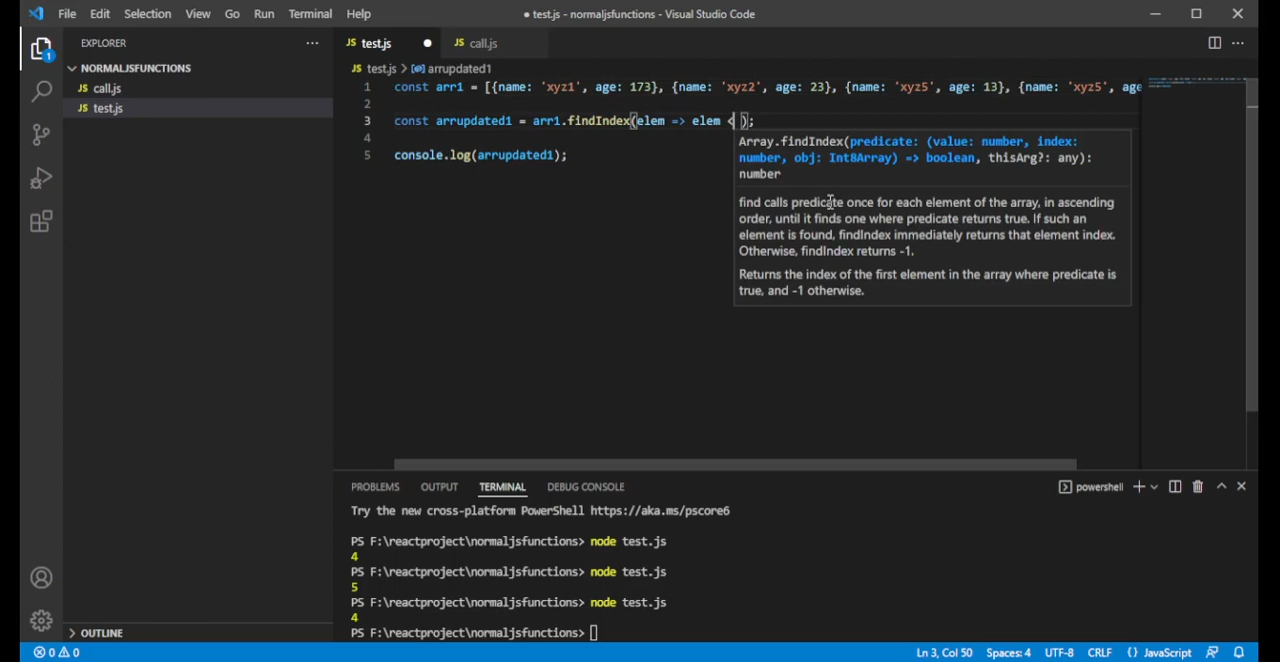 File Edit Selection View Go Run Terminal Help
● test.js - normaljsfunctions - Visual Studio Code
EXPLORER ···
NORMALJSFUNCTIONS
JS call.js
JS test.js
OUTLINE
1
JS test.js ● JS call.js
JS test.js > arrupdated1
1 const arr1 = [{name: 'xyz1', age: 173}, {name: 'xyz2', age: 23}, {name: 'xyz5', age: 13}, {name: 'xyz5', age
2
3 const arrupdated1 = arr1.findIndex(elem => elem < );
4
5 console.log(arrupdated1);
Array.findIndex(predicate: (value: number, index:
number, obj: Int8Array) => boolean, thisArg?: any):
number
find calls predicate once for each element of the array, in ascending
order, until it finds one where predicate returns true. If such an
element is found, findIndex immediately returns that element index.
Otherwise, findIndex returns -1.
Returns the index of the first element in the array where predicate is
true, and -1 otherwise.
PROBLEMS OUTPUT TERMINAL DEBUG CONSOLE powershell
Try the new cross-platform PowerShell https://aka.ms/pscore6
PS F:\reactproject\normaljsfunctions> node test.js
4
PS F:\reactproject\normaljsfunctions> node test.js
5
PS F:\reactproject\normaljsfunctions> node test.js
4
PS F:\reactproject\normaljsfunctions>
0 0 Ln 3, Col 50 Spaces: 4 UTF-8 CRLF {} JavaScript